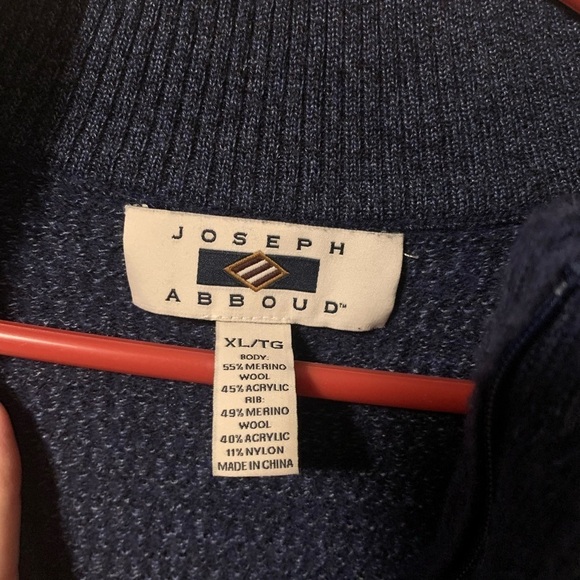 JOSEPH
ABBOUD™
XL/TG
BODY:
55% MERINO
WOOL
45% ACRYLIC
RIB:
49% MERINO
WOOL
40% ACRYLIC
11% NYLON
MADE IN CHINA